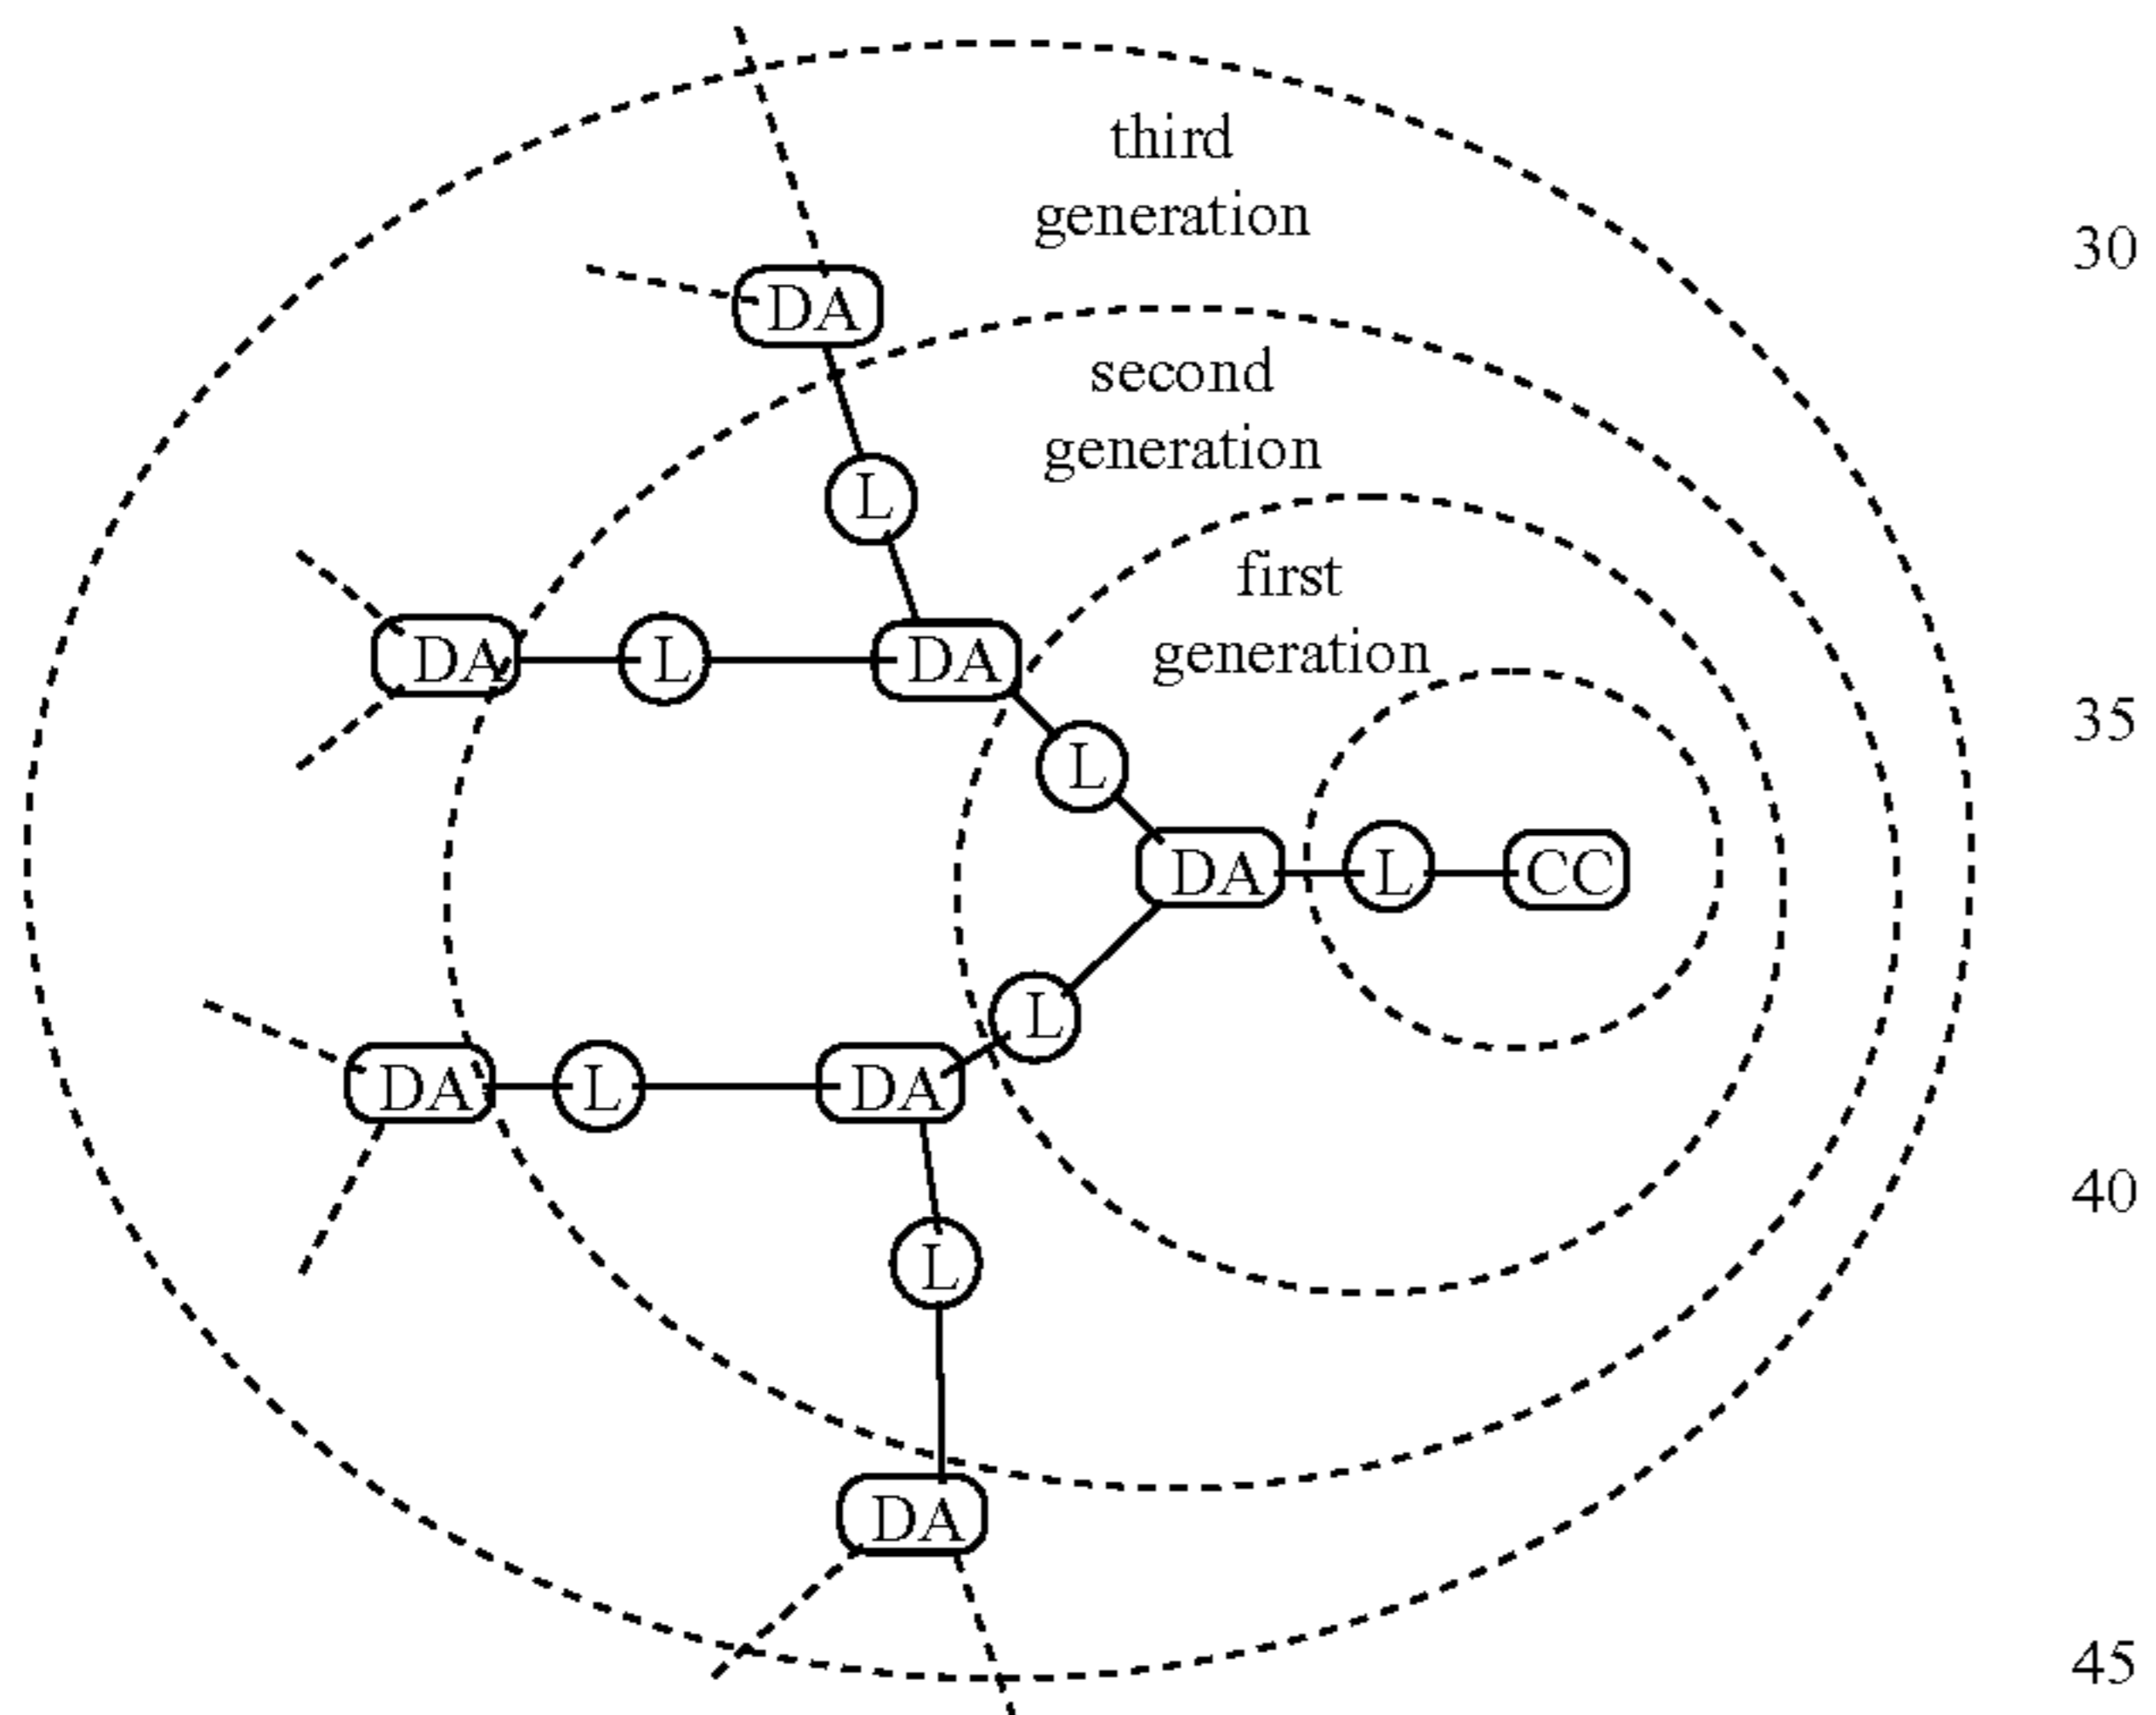 third
generation
30
DA
second
generation
L
first
generation
DA
L
DA
35
L
DA
L
CC
L
DA
L
DA
40
L
DA
45